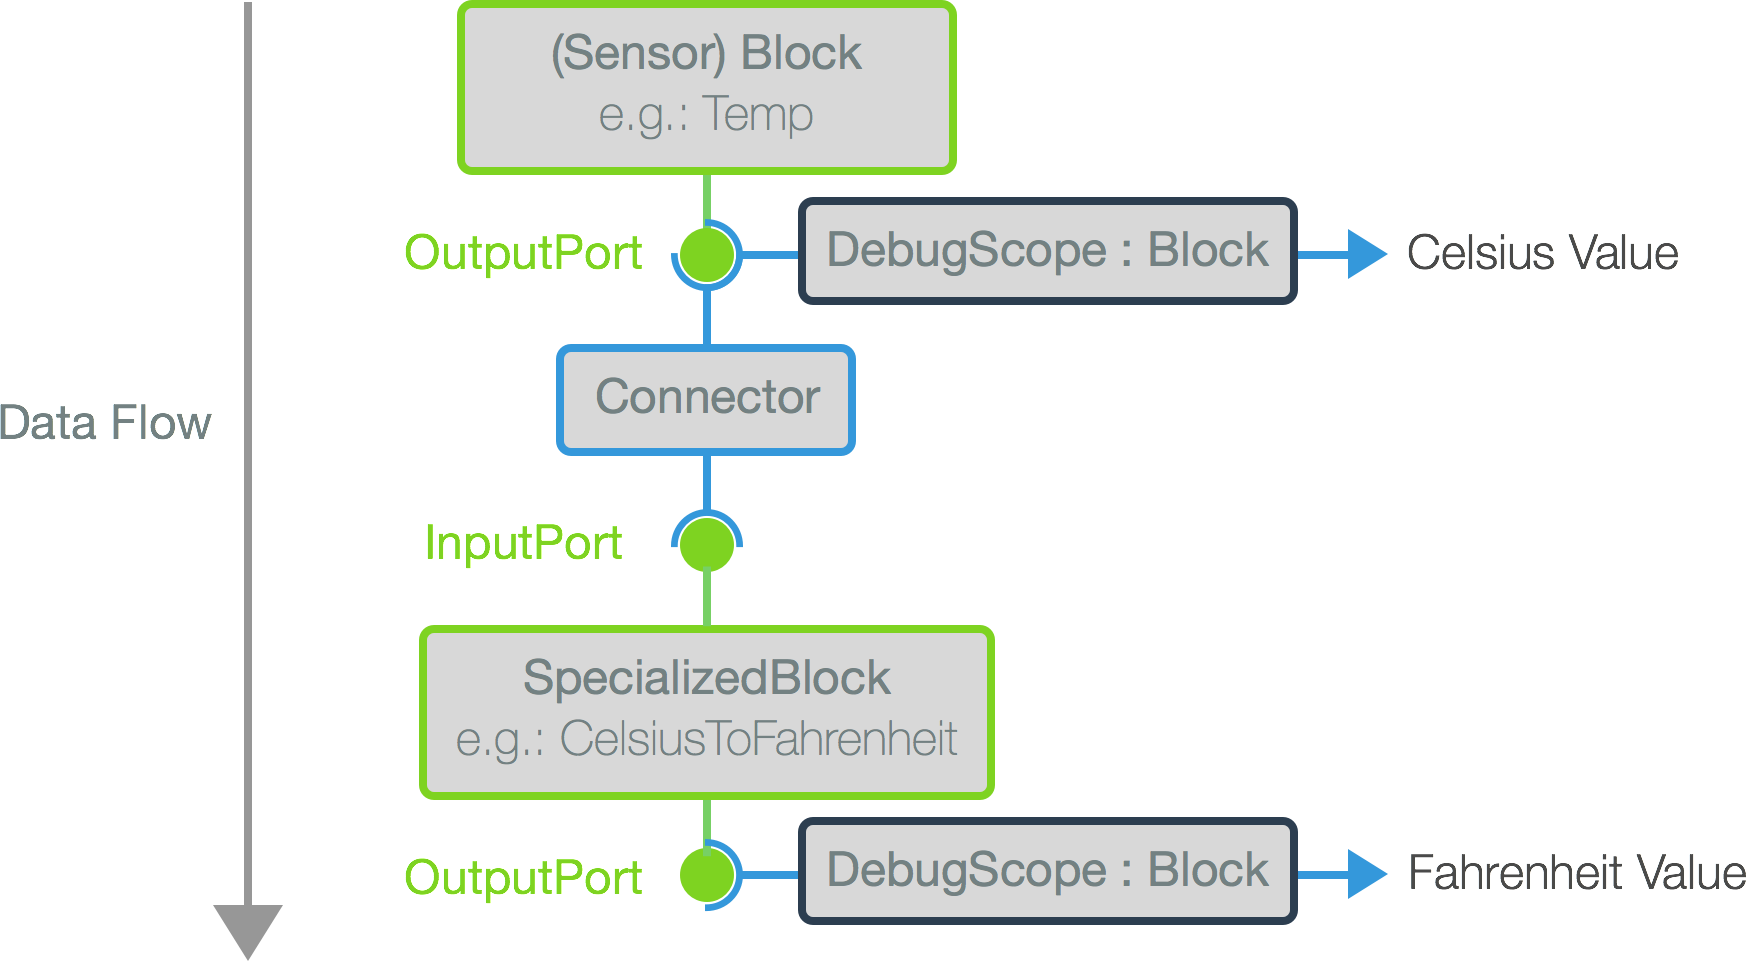 (Sensor) Block
e.g.: Temp
OutputPort
DebugScope : Block
Celsius Value
Connector
Data Flow
InputPort
SpecializedBlock
e.g.: CelsiusToFahrenheit
OutputPort
DebugScope : Block
Fahrenheit Value